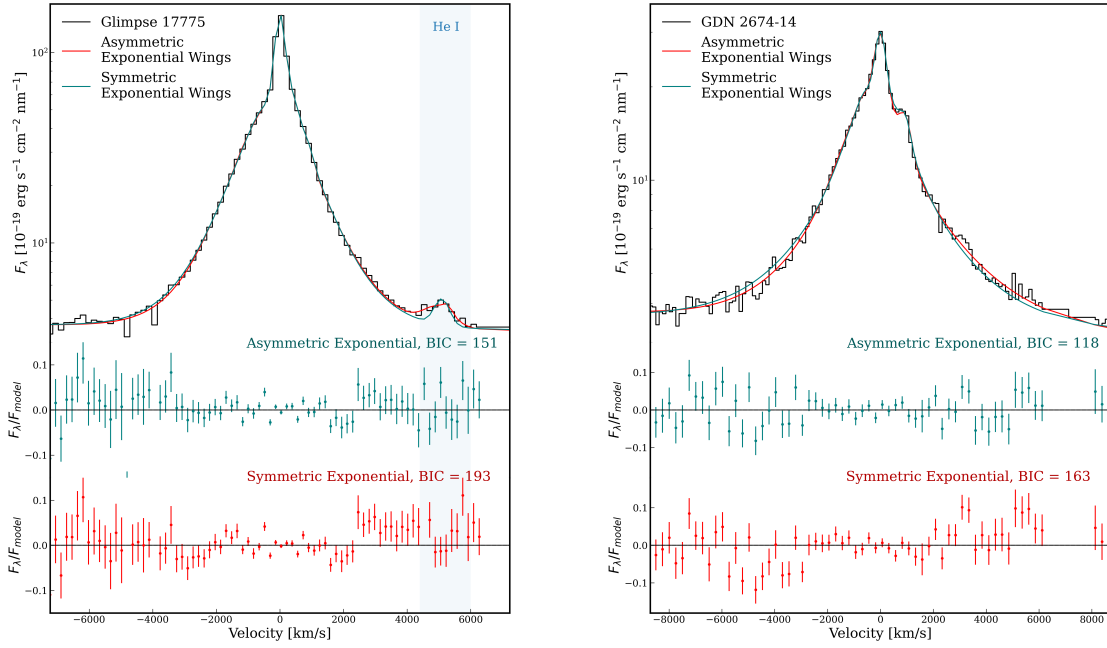 Glimpse 17775
Asymmetric
Exponential Wings
Symmetric
Exponential Wings
He I
10²
10¹
F_λ [10⁻¹⁹ erg s⁻¹ cm⁻² nm⁻¹]
Asymmetric Exponential, BIC = 151
0.1
0.0
−0.1
F_λ/F_model
Symmetric Exponential, BIC = 193
0.1
0.0
−0.1
F_λ/F_model
−6000 −4000 −2000 0 2000 4000 6000
Velocity [km/s]
GDN 2674-14
Asymmetric
Exponential Wings
Symmetric
Exponential Wings
10¹
F_λ [10⁻¹⁹ erg s⁻¹ cm⁻² nm⁻¹]
Asymmetric Exponential, BIC = 118
0.1
0.0
−0.1
F_λ/F_model
Symmetric Exponential, BIC = 163
0.1
0.0
−0.1
F_λ/F_model
−8000 −6000 −4000 −2000 0 2000 4000 6000 8000
Velocity [km/s]